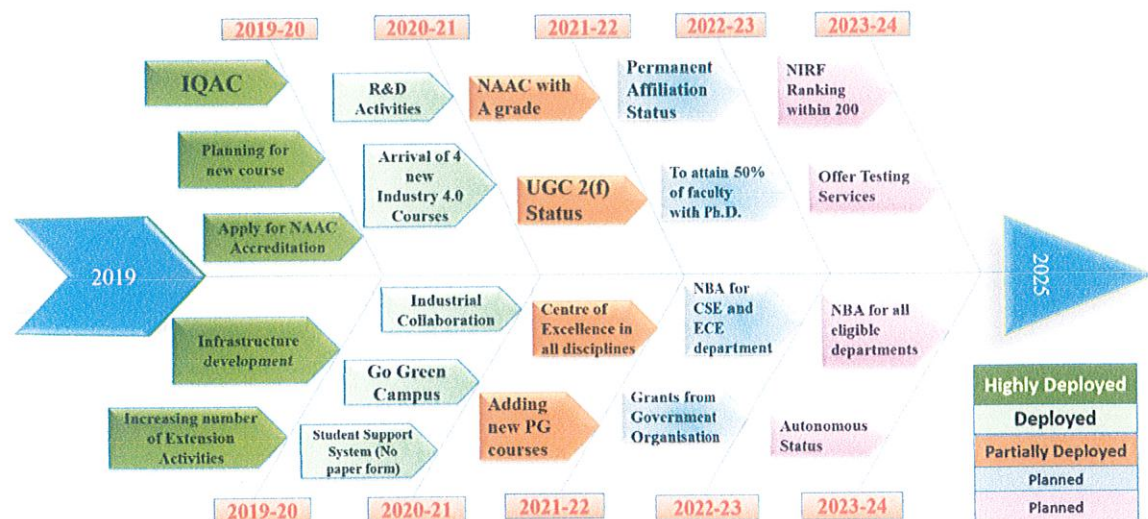 2019-20
2020-21
2021-22
2022-23
2023-24
IQAC
R&D
Activities
NAAC with
A grade
Permanent
Affiliation
Status
NIRF
Ranking
within 200
Planning for
new course
Arrival of 4
new
Industry 4.0
Courses
UGC 2(f)
Status
To attain 50%
of faculty
with Ph.D.
Offer Testing
Services
Apply for NAAC
Accreditation
2019
2025
Infrastructure
development
Industrial
Collaboration
Centre of
Excellence in
all disciplines
NBA for
CSE and
ECE
department
NBA for all
eligible
departments
Go Green
Campus
Increasing number
of Extension
Activities
Student Support
System (No
paper form)
Adding
new PG
courses
Grants from
Government
Organisation
Autonomous
Status
Highly Deployed
Deployed
Partially Deployed
Planned
Planned
2019-20
2020-21
2021-22
2022-23
2023-24